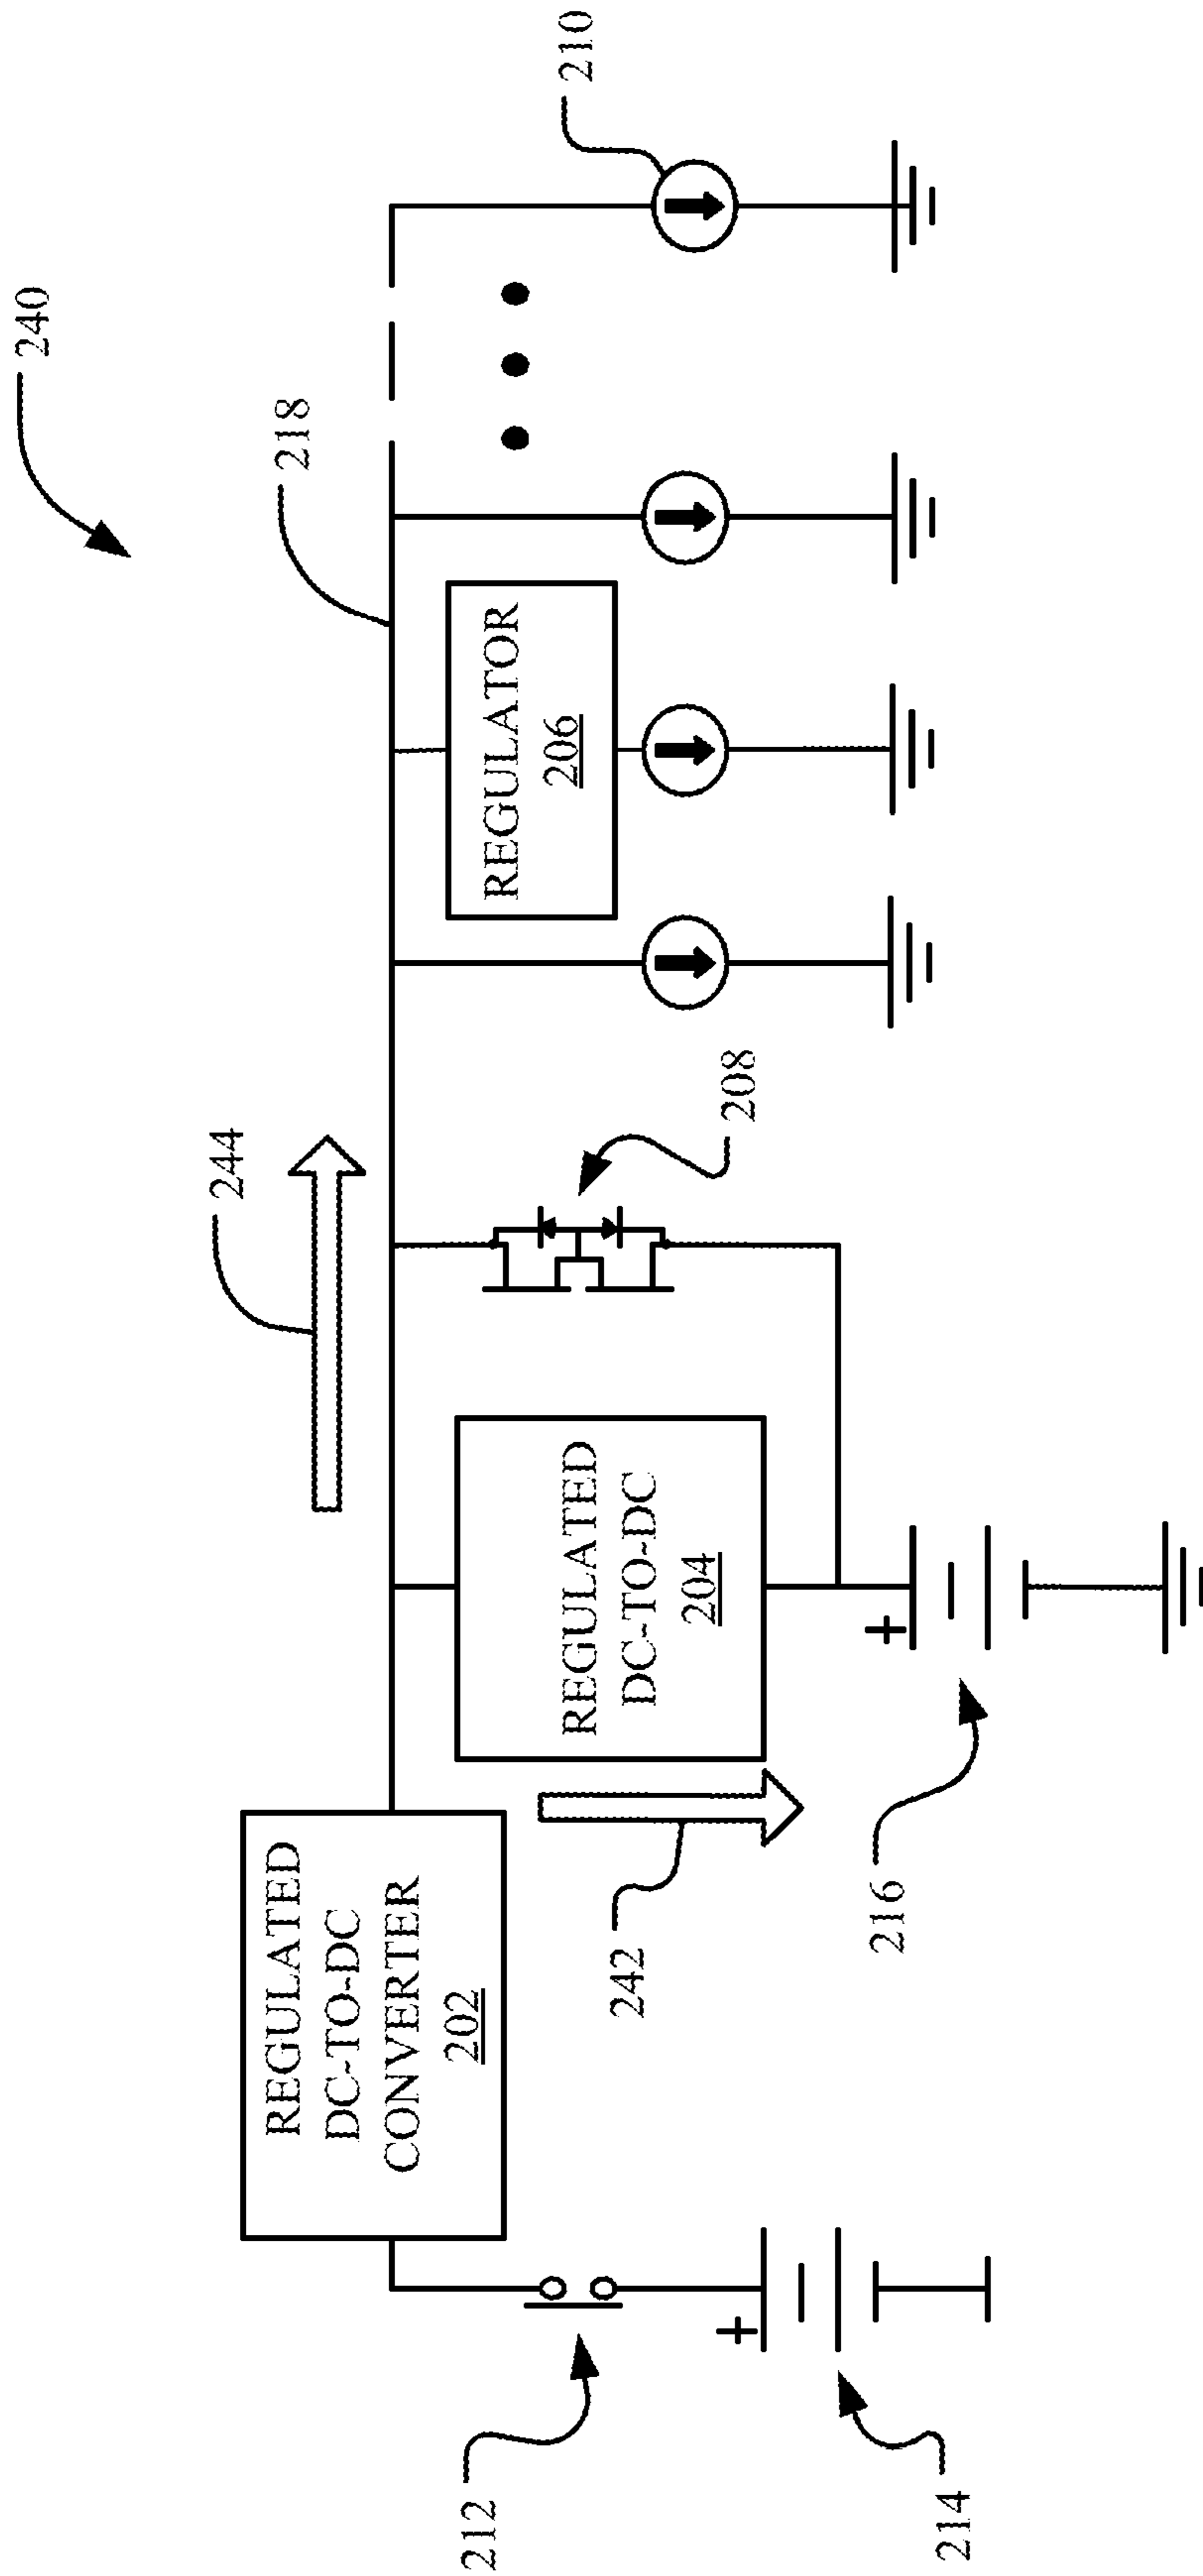 240
218
210
244
REGULATED
DC-TO-DC
CONVERTER
202
REGULATOR
206
REGULATED
DC-TO-DC
204
208
242
212
+
+
214
216